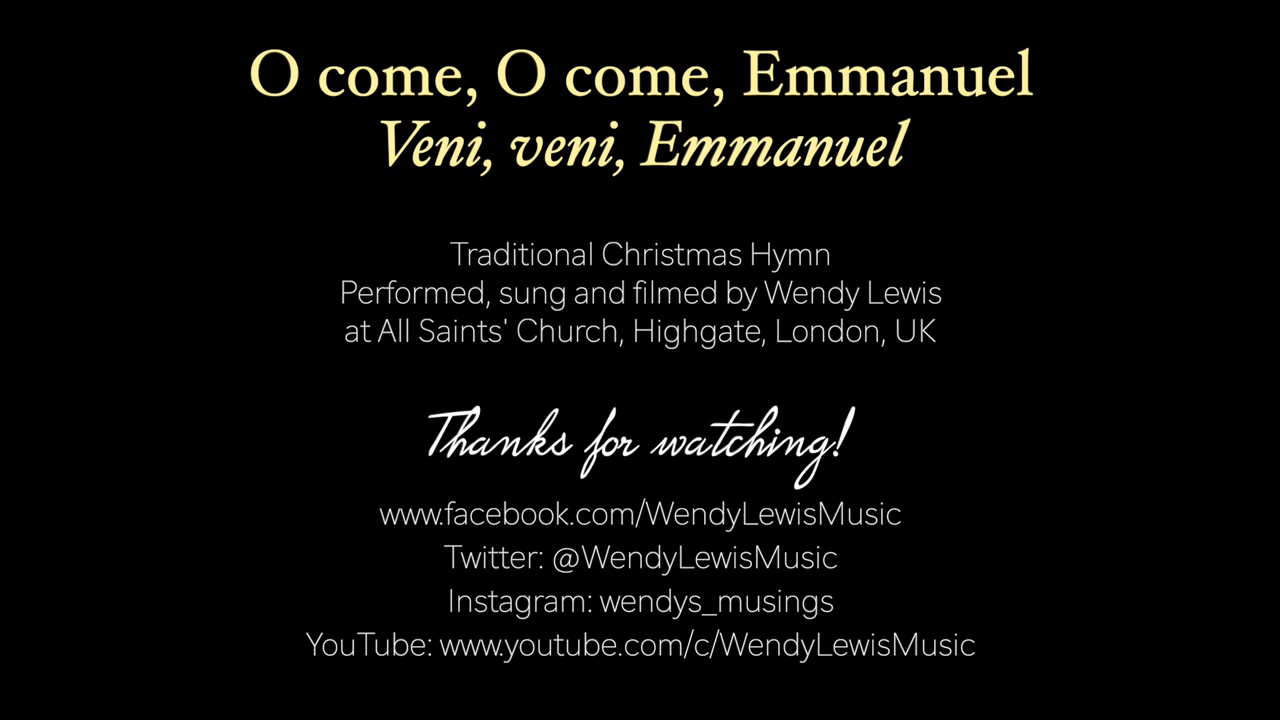 O come, O come, Emmanuel
Veni, veni, Emmanuel
Traditional Christmas Hymn
Performed, sung and filmed by Wendy Lewis
at All Saints' Church, Highgate, London, UK
Thanks for watching!
www.facebook.com/WendyLewisMusic
Twitter: @WendyLewisMusic
Instagram: wendys_musings
YouTube: www.youtube.com/c/WendyLewisMusic